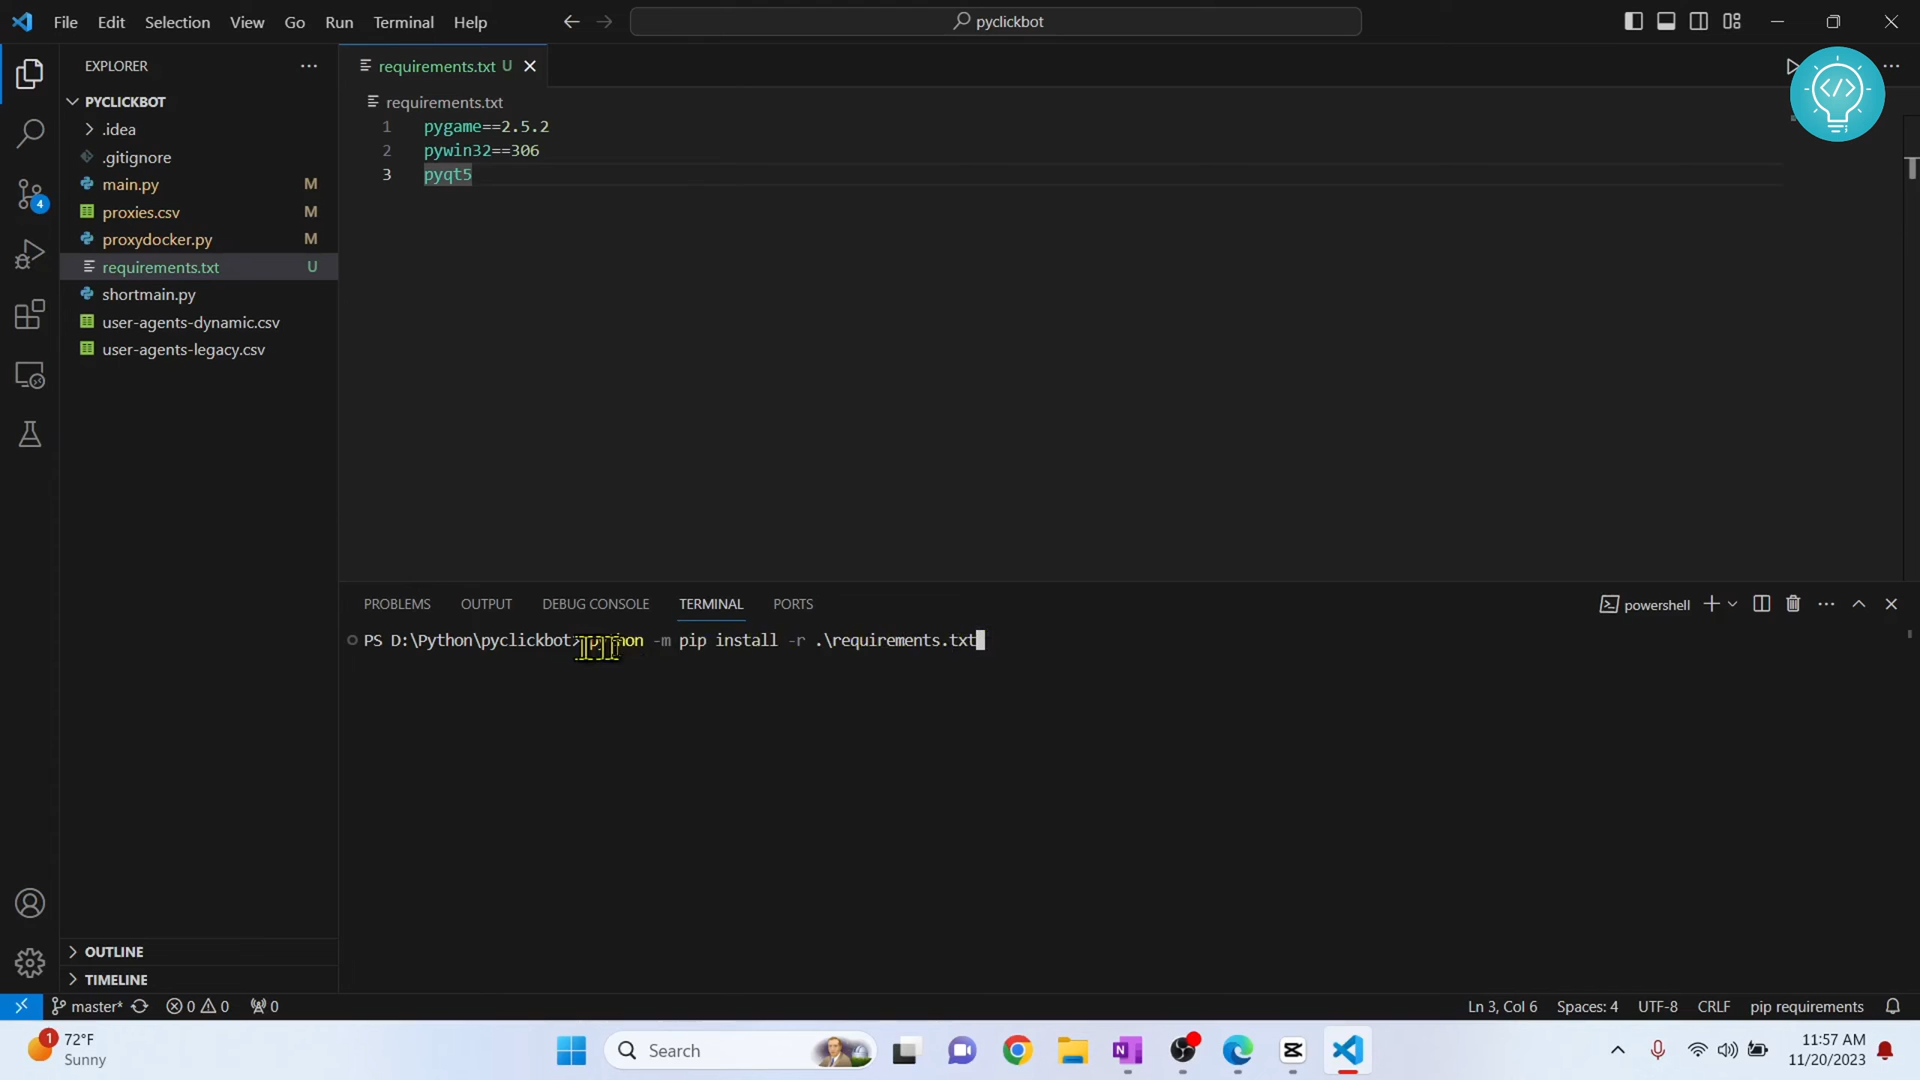 File Edit Selection View Go Run Terminal Help
pyclickbot
EXPLORER
PYCLICKBOT
.idea
.gitignore
main.py M
proxies.csv M
proxydocker.py M
requirements.txt U
shortmain.py
user-agents-dynamic.csv
user-agents-legacy.csv
OUTLINE
TIMELINE
requirements.txt U
requirements.txt
1 pygame==2.5.2
2 pywin32==306
3 pyqt5
PROBLEMS OUTPUT DEBUG CONSOLE TERMINAL PORTS
powershell
PS D:\Python\pyclickbot> python -m pip install -r .\requirements.txt
4
master* 0 0 0
Ln 3, Col 6 Spaces: 4 UTF-8 CRLF pip requirements
1
72°F
Sunny
Search
11:57 AM
11/20/2023